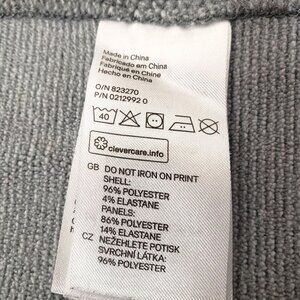 Made in China
Fabricado em China
Fabriqué en Chine
Hecho en China
O/N 823270
P/N 0212992 0
40
clevercare.info
GB DO NOT IRON ON PRINT
SHELL:
96% POLYESTER
4% ELASTANE
PANELS:
86% POLYESTER
14% ELASTANE
CZ NEŽEHLETE POTISK
SVRCHNÍ LÁTKA:
96% POLYESTER